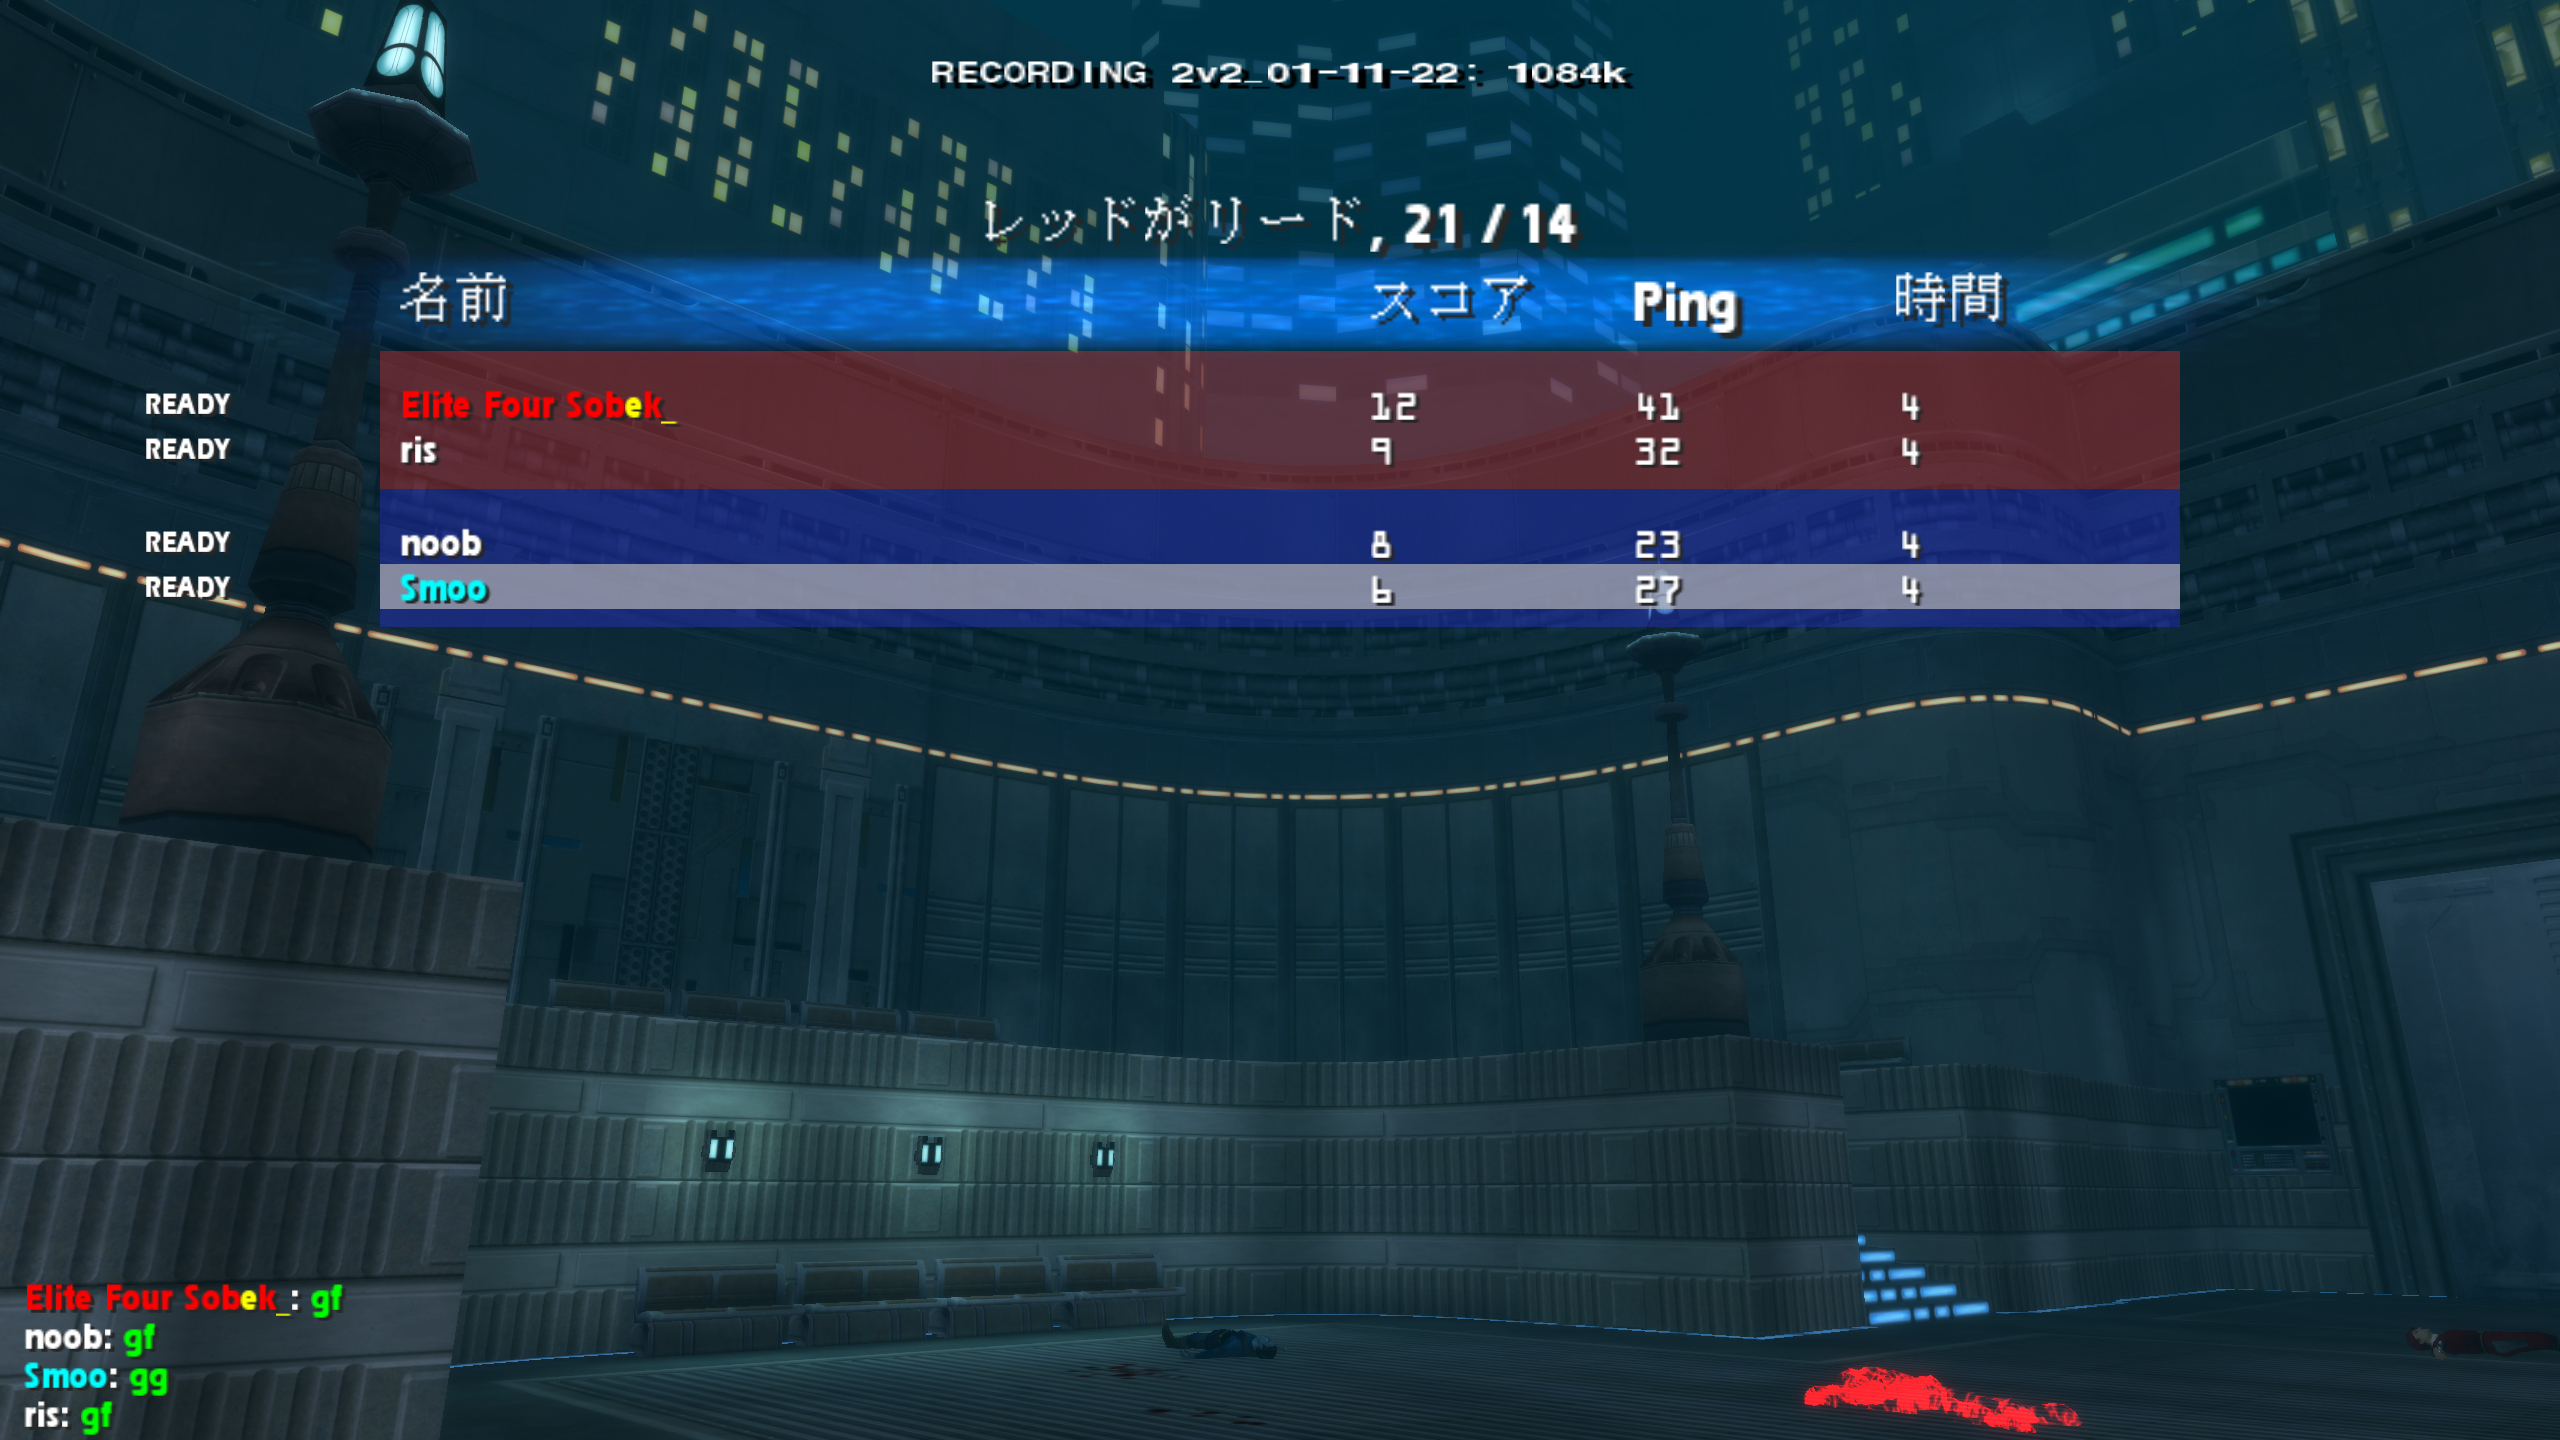 RECORDING 2v2_01-11-22: 1084k
レッドがリード, 21 / 14
名前 スコア Ping 時間
READY Elite Four Sobek_ 12 41 4
READY ris 9 32 4
READY noob 8 23 4
READY Smoo 6 27 4
Elite Four Sobek_: gf
noob: gf
Smoo: gg
ris: gf